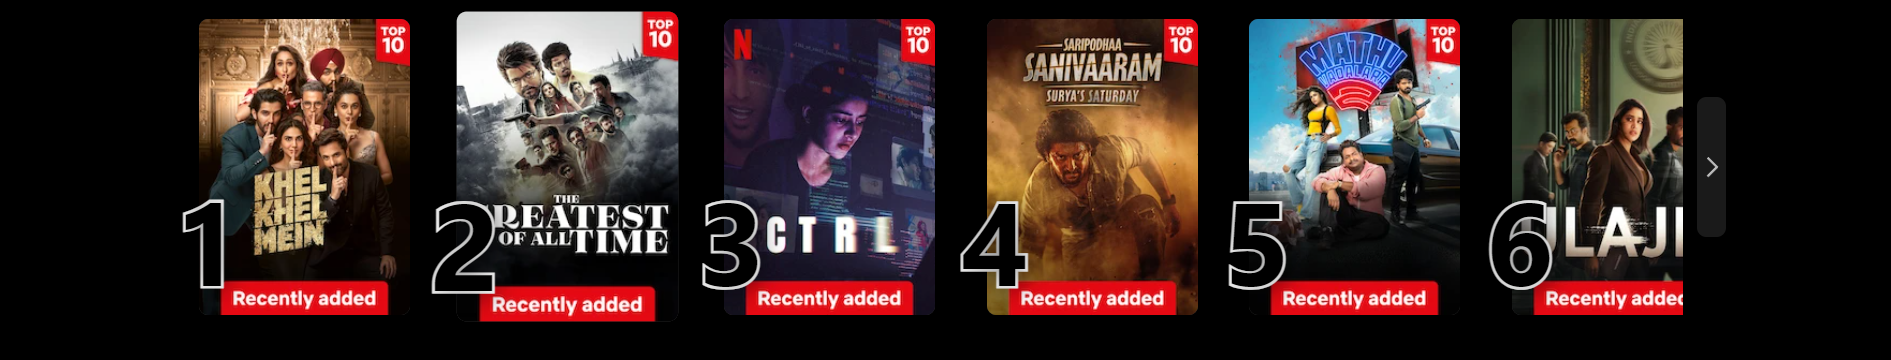 TOP
10
KHEL
KHEL
MEIN
1
Recently added
TOP
10
THE
GREATEST
OF ALL TIME
2
Recently added
N
TOP
10
CTRL
3
Recently added
TOP
10
SARIPODHAA
SANIVAARAM
SURYA'S SATURDAY
4
Recently added
TOP
10
MATHU
VADALARA
5
Recently added
ULAJ
6
Recently added